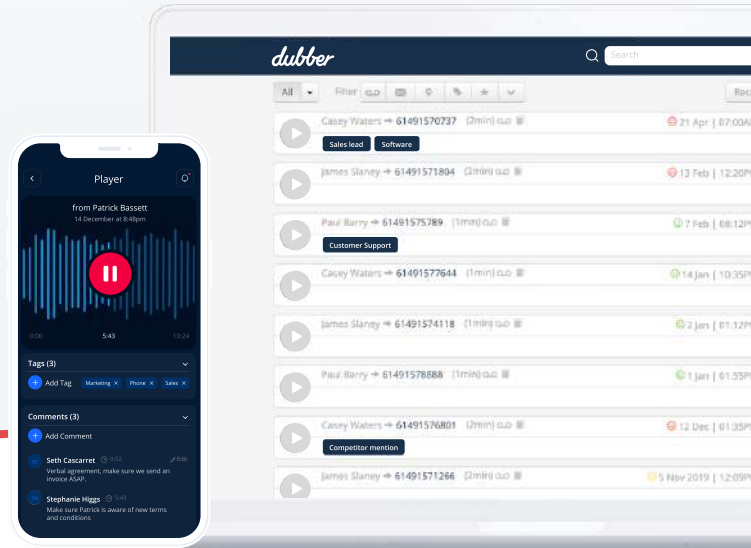 dubber
Search
All
Filter
Rec
Casey Waters → 61491570737 (2min)
21 Apr | 07:00A
Sales lead
Software
James Slaney → 61491571804 (2min)
13 Feb | 12:20P
Paul Barry → 61491575789 (1min)
7 Feb | 08:12P
Customer Support
Casey Waters → 61491577644 (1min)
14 Jan | 10:35P
James Slaney → 61491574118 (1min)
2 Jan | 01:12P
Paul Barry → 61491578888 (1min)
1 Jan | 01:55P
Casey Waters → 61491576801 (2min)
12 Dec | 01:35P
Competitor mention
James Slaney → 61491571266 (2min)
5 Nov 2019 | 12:09P
Player
from Patrick Bassett
14 December at 8:48pm
0:00
5:43
10:24
Tags (3)
Add Tag
Marketing ×
Phone ×
Sales ×
Comments (3)
Add Comment
Seth Cascarret 0:52
Edit
Verbal agreement, make sure we send an
invoice ASAP.
Stephanie Higgs 5:43
Make sure Patrick is aware of new terms
and conditions